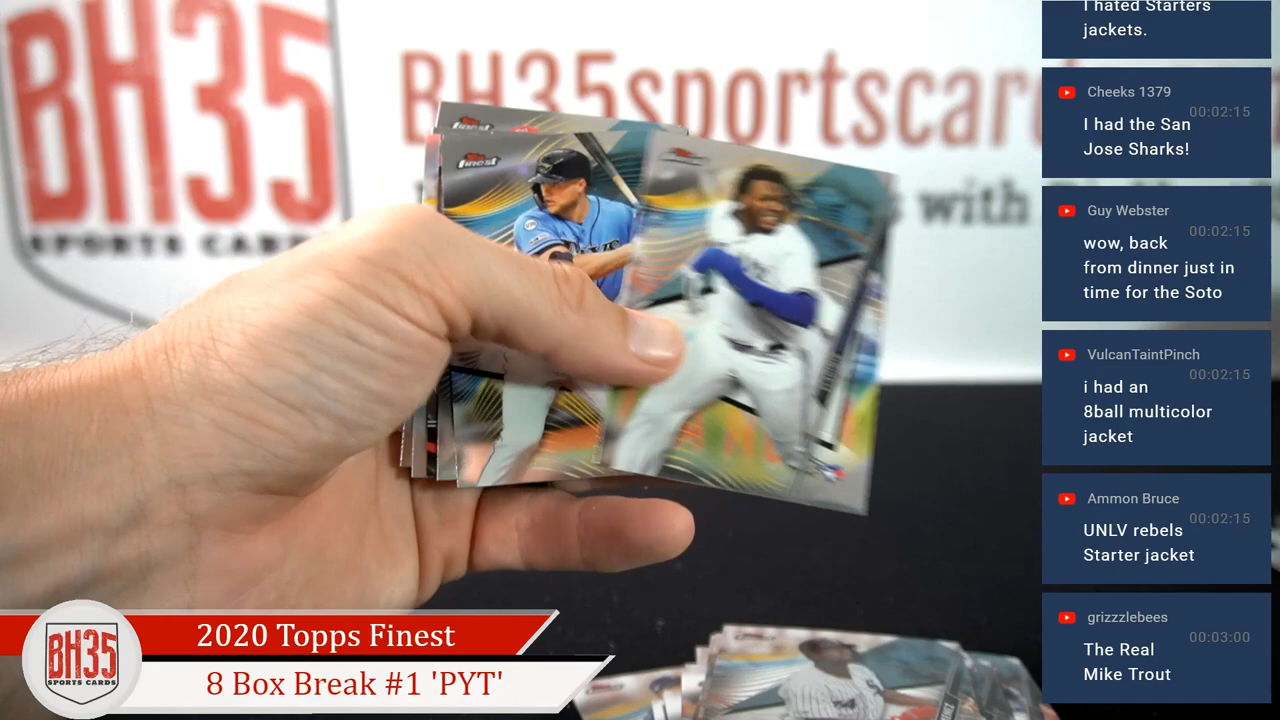 BH35
SPORTS CARDS
BH35sportscar
with
Finest
Finest
I hated Starters
jackets.
Cheeks 1379
00:02:15
I had the San
Jose Sharks!
Guy Webster
00:02:15
wow, back
from dinner just in
time for the Soto
VulcanTaintPinch
00:02:15
i had an
8ball multicolor
jacket
Ammon Bruce
00:02:15
UNLV rebels
Starter jacket
grizzzlebees
00:03:00
The Real
Mike Trout
2020 Topps Finest
8 Box Break #1 'PYT'
BH35
SPORTS CARDS